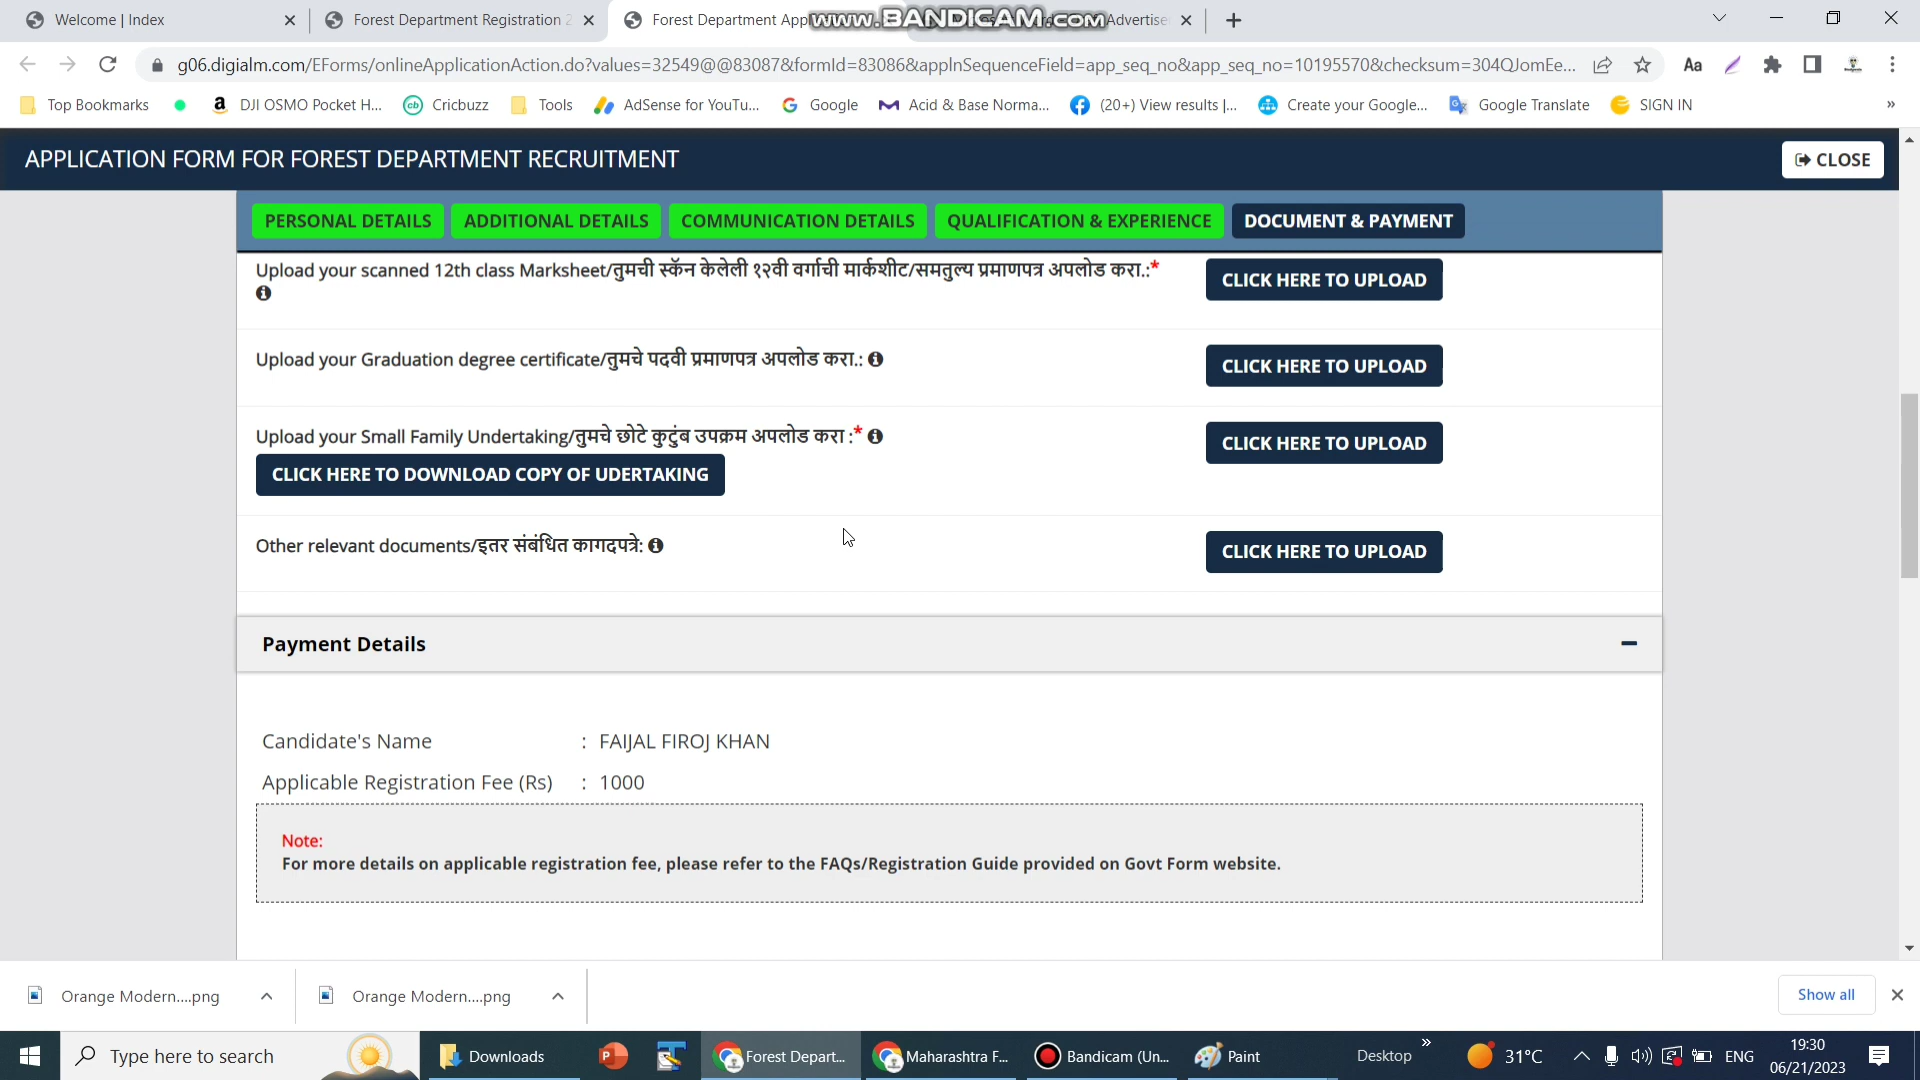 Welcome | Index
Forest Department Registration 2
Forest Department App
www.BANDICAM.com
Advertise
g06.digialm.com/EForms/onlineApplicationAction.do?values=32549@@83087&formId=83086&applnSequenceField=app_seq_no&app_seq_no=10195570&checksum=304QJomEe...
Aa
Top Bookmarks
DJI OSMO Pocket H...
Cricbuzz
Tools
AdSense for YouTu...
Google
Acid & Base Norma...
(20+) View results |...
Create your Google...
Google Translate
SIGN IN
»
APPLICATION FORM FOR FOREST DEPARTMENT RECRUITMENT
CLOSE
PERSONAL DETAILS
ADDITIONAL DETAILS
COMMUNICATION DETAILS
QUALIFICATION & EXPERIENCE
DOCUMENT & PAYMENT
Upload your scanned 12th class Marksheet/तुमची स्कॅन केलेली १२वी वर्गाची मार्कशीट/समतुल्य प्रमाणपत्र अपलोड करा.:*
CLICK HERE TO UPLOAD
Upload your Graduation degree certificate/तुमचे पदवी प्रमाणपत्र अपलोड करा.:
CLICK HERE TO UPLOAD
Upload your Small Family Undertaking/तुमचे छोटे कुटुंब उपक्रम अपलोड करा :*
CLICK HERE TO UPLOAD
CLICK HERE TO DOWNLOAD COPY OF UDERTAKING
Other relevant documents/इतर संबंधित कागदपत्रे:
CLICK HERE TO UPLOAD
Payment Details
Candidate's Name : FAIJAL FIROJ KHAN
Applicable Registration Fee (Rs) : 1000
Note:
For more details on applicable registration fee, please refer to the FAQs/Registration Guide provided on Govt Form website.
Orange Modern....png
Orange Modern....png
Show all
Type here to search
Downloads
Forest Depart...
Maharashtra F...
Bandicam (Un...
Paint
Desktop
»
31°C
ENG
19:30
06/21/2023